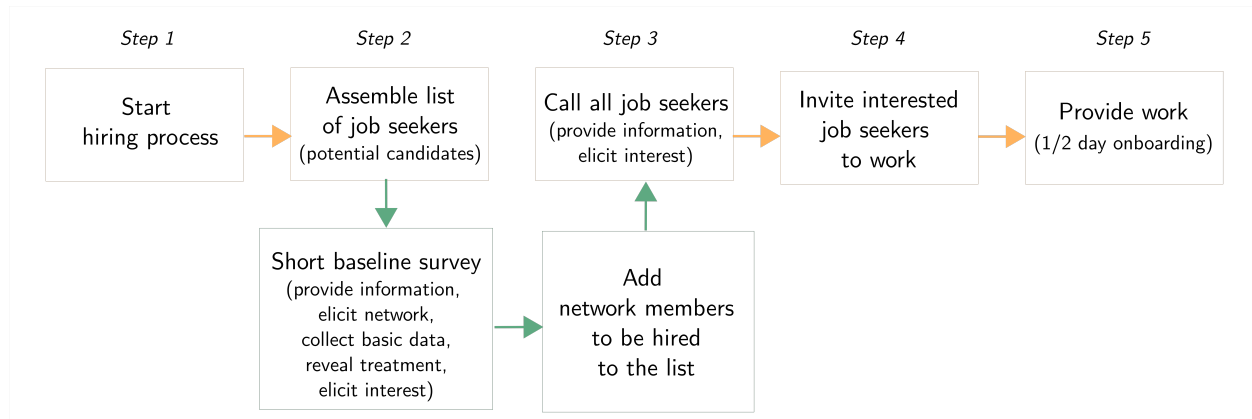 Step 1
Step 2
Step 3
Step 4
Step 5
Start
hiring process
Assemble list
of job seekers
(potential candidates)
Call all job seekers
(provide information,
elicit interest)
Invite interested
job seekers
to work
Provide work
(1/2 day onboarding)
Short baseline survey
(provide information,
elicit network,
collect basic data,
reveal treatment,
elicit interest)
Add
network members
to be hired
to the list